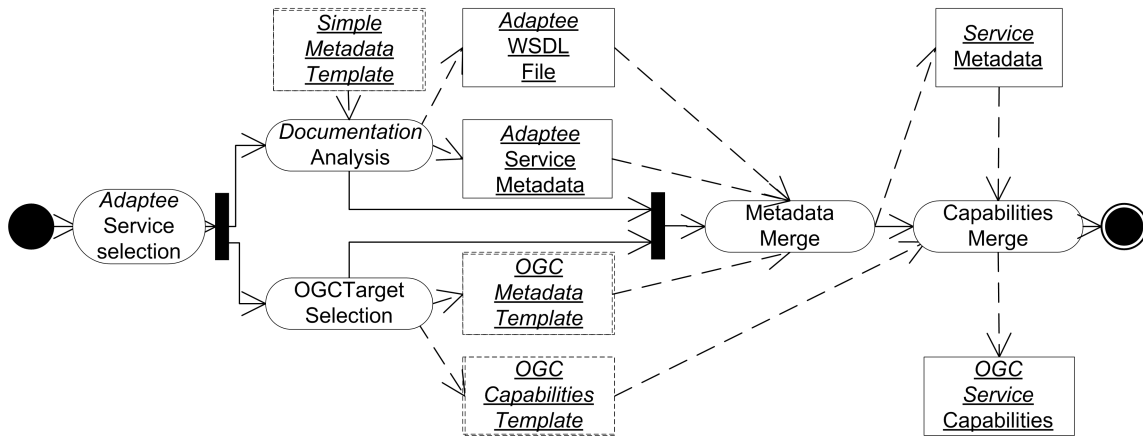 Simple
Metadata
Template
Adaptee
WSDL
File
Service
Metadata
Documentation
Analysis
Adaptee
Service
Metadata
Adaptee
Service
selection
Metadada
Merge
Capabilities
Merge
OGCTarget
Selection
OGC
Metadata
Template
OGC
Capabilities
Template
OGC
Service
Capabilities